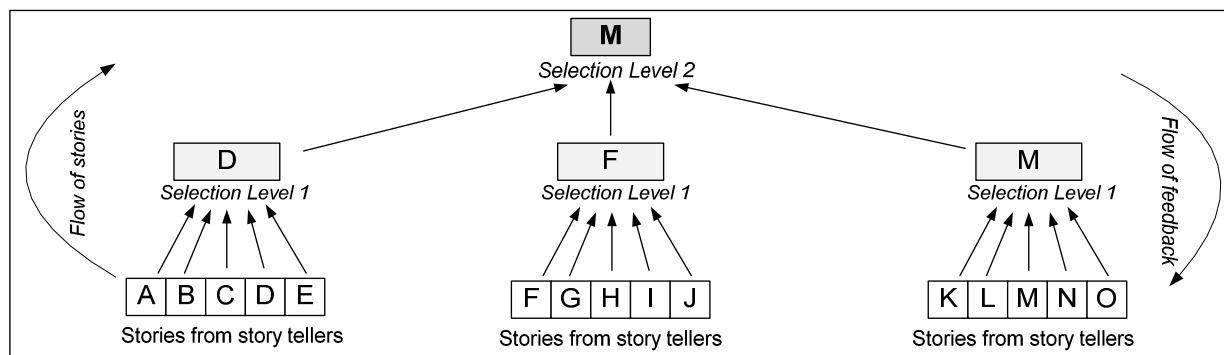 M
Selection Level 2
Flow of stories
Flow of feedback
D
F
M
Selection Level 1
Selection Level 1
Selection Level 1
A B C D E
F G H I J
K L M N O
Stories from story tellers
Stories from story tellers
Stories from story tellers